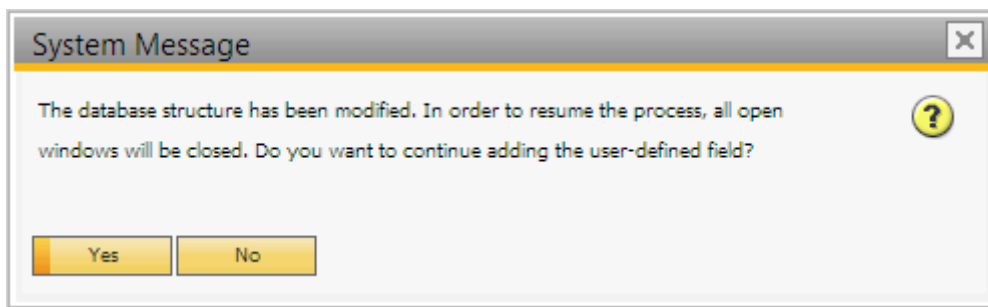 System Message
The database structure has been modified. In order to resume the process, all open
windows will be closed. Do you want to continue adding the user-defined field?
Yes No